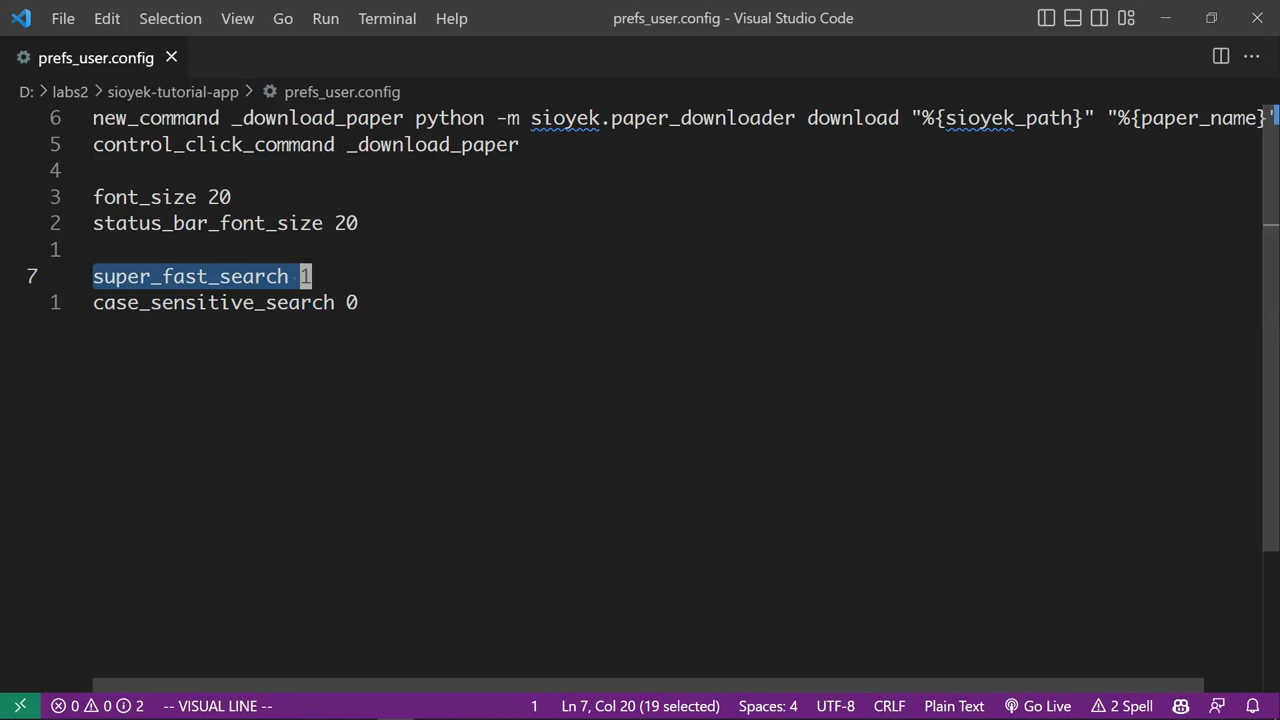 File Edit Selection View Go Run Terminal Help prefs_user.config - Visual Studio Code
prefs_user.config
D: > labs2 > sioyek-tutorial-app > prefs_user.config
6 new_command _download_paper python -m sioyek.paper_downloader download "%{sioyek_path}" "%{paper_name}"
5 control_click_command _download_paper
4
3 font_size 20
2 status_bar_font_size 20
1
7 super_fast_search 1
1 case_sensitive_search 0
0 0 2 -- VISUAL LINE -- 1 Ln 7, Col 20 (19 selected) Spaces: 4 UTF-8 CRLF Plain Text Go Live 2 Spell